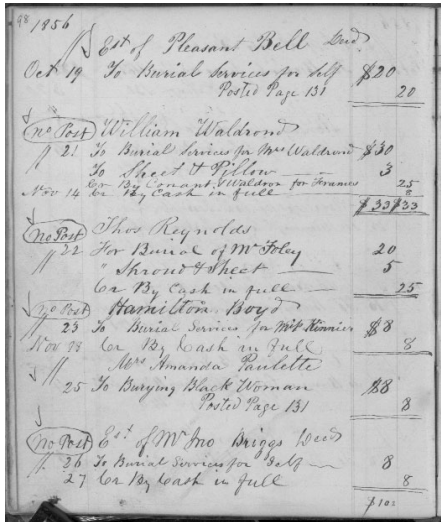 98 1856
Est of Pleasant Bell Decd
Oct 19 To Burial Services for Self $20
Posted Page 131 20
no Post William Waldrond
" 21 To Burial Services for Mrs Waldrond $30
To Sheet & Pillow 3
Cr By Conant & Waldron for Frames 25
Nov 14 Cr By Cash in full 8
$33 $33
no Post Thos Reynolds
" 22 For Burial of Mr Foley 20
" Shroud & Sheet 5
Cr By Cash in full 25
no Post Hamilton Boyd
" 23 To Burial Services for Kinnier $8
Nov 28 Cr By Cash in full 8
Mrs Amanda Paulette
" 25 To Burying Black Woman $8
Posted Page 131 8
no Post Est of Mr Jno Briggs Decd
" 26 To Burial Services for Self 8
27 Cr By Cash in full 8